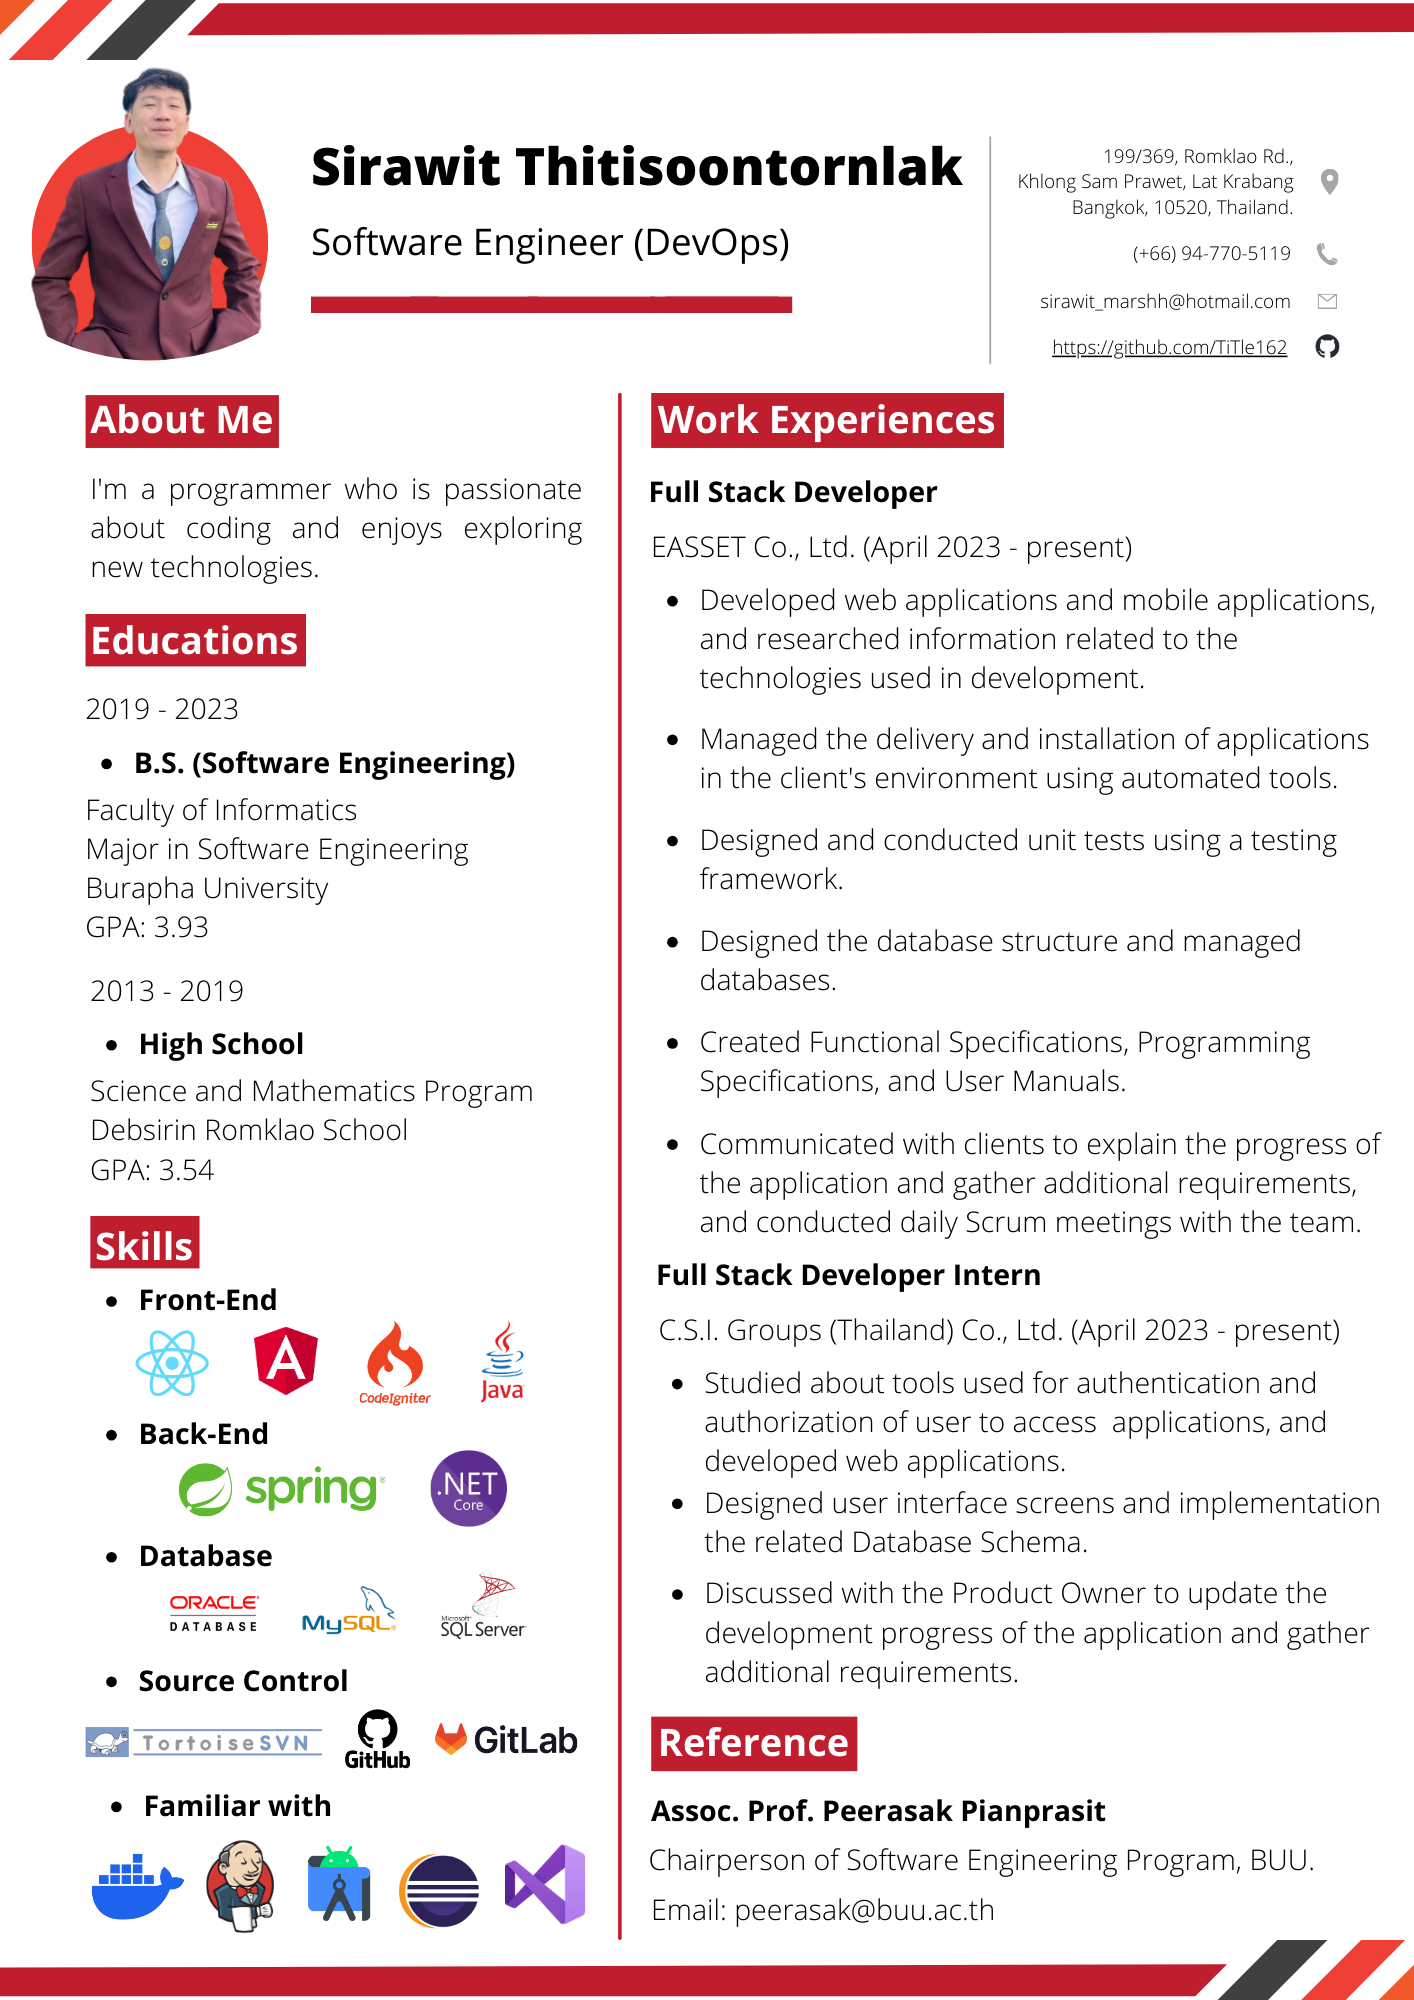 Sirawit Thitisoontornlak
Software Engineer (DevOps)
199/369, Romklao Rd.,
Khlong Sam Prawet, Lat Krabang
Bangkok, 10520, Thailand.
(+66) 94-770-5119
sirawit_marshh@hotmail.com
https://github.com/TiTle162
About Me
I'm a programmer who is passionate
about coding and enjoys exploring
new technologies.
Educations
2019 - 2023
• B.S. (Software Engineering)
Faculty of Informatics
Major in Software Engineering
Burapha University
GPA: 3.93
2013 - 2019
• High School
Science and Mathematics Program
Debsirin Romklao School
GPA: 3.54
Skills
• Front-End
A
CodeIgniter
Java
• Back-End
spring®
.NET
Core
• Database
ORACLE®
DATABASE
MySQL®
Microsoft®
SQL Server
• Source Control
TortoiseSVN
GitHub
GitLab
• Familiar with
Work Experiences
Full Stack Developer
EASSET Co., Ltd. (April 2023 - present)
• Developed web applications and mobile applications,
and researched information related to the
technologies used in development.
• Managed the delivery and installation of applications
in the client's environment using automated tools.
• Designed and conducted unit tests using a testing
framework.
• Designed the database structure and managed
databases.
• Created Functional Specifications, Programming
Specifications, and User Manuals.
• Communicated with clients to explain the progress of
the application and gather additional requirements,
and conducted daily Scrum meetings with the team.
Full Stack Developer Intern
C.S.I. Groups (Thailand) Co., Ltd. (April 2023 - present)
• Studied about tools used for authentication and
authorization of user to access  applications, and
developed web applications.
• Designed user interface screens and implementation
the related Database Schema.
• Discussed with the Product Owner to update the
development progress of the application and gather
additional requirements.
Reference
Assoc. Prof. Peerasak Pianprasit
Chairperson of Software Engineering Program, BUU.
Email: peerasak@buu.ac.th